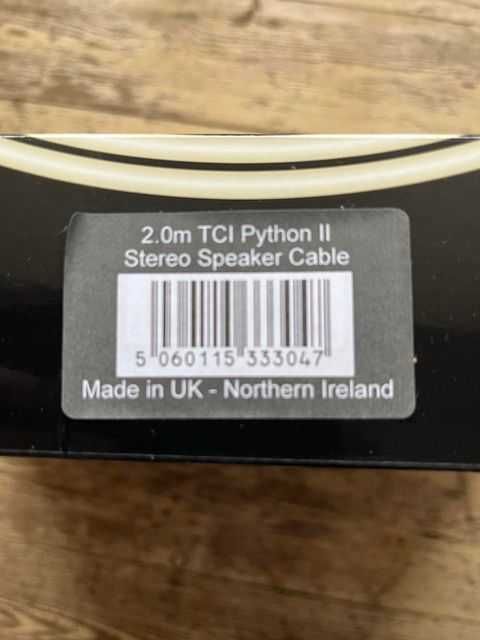 2.0m TCI Python II
Stereo Speaker Cable
5 060115 333047
Made in UK - Northern Ireland